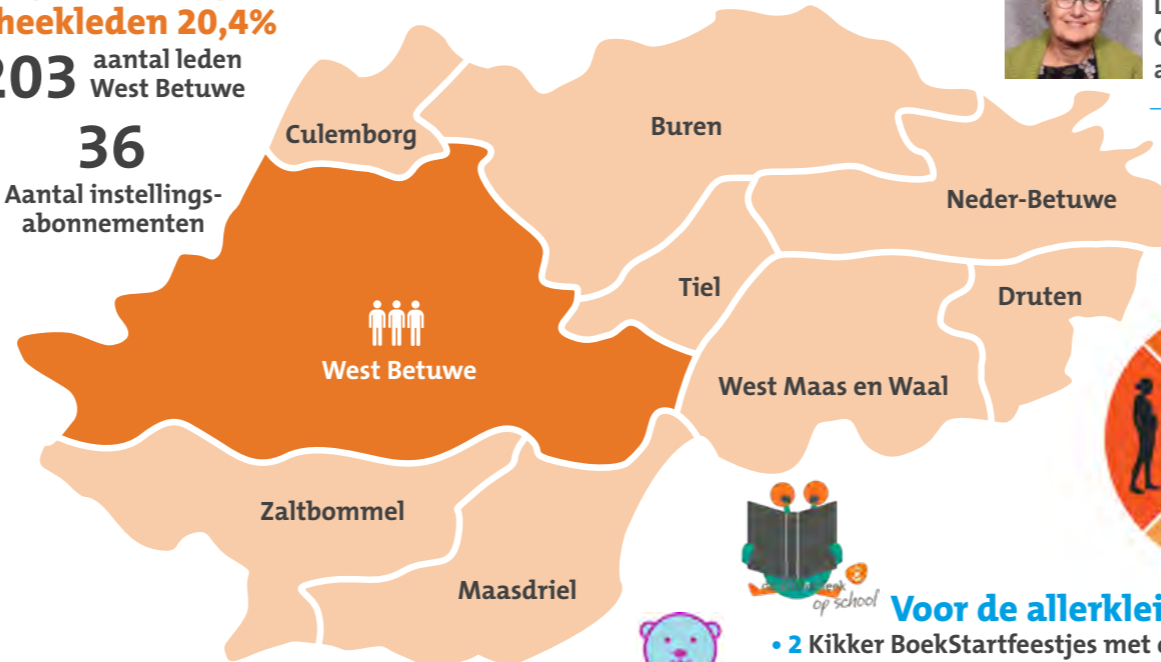 heekleden 20,4%
203 aantal leden
West Betuwe
36
Aantal instellings-
abonnementen
Culemborg
Buren
Neder-Betuwe
Tiel
Druten
West Betuwe
West Maas en Waal
Zaltbommel
Maasdriel
op school
Voor de allerklei
• 2 Kikker BoekStartfeestjes met